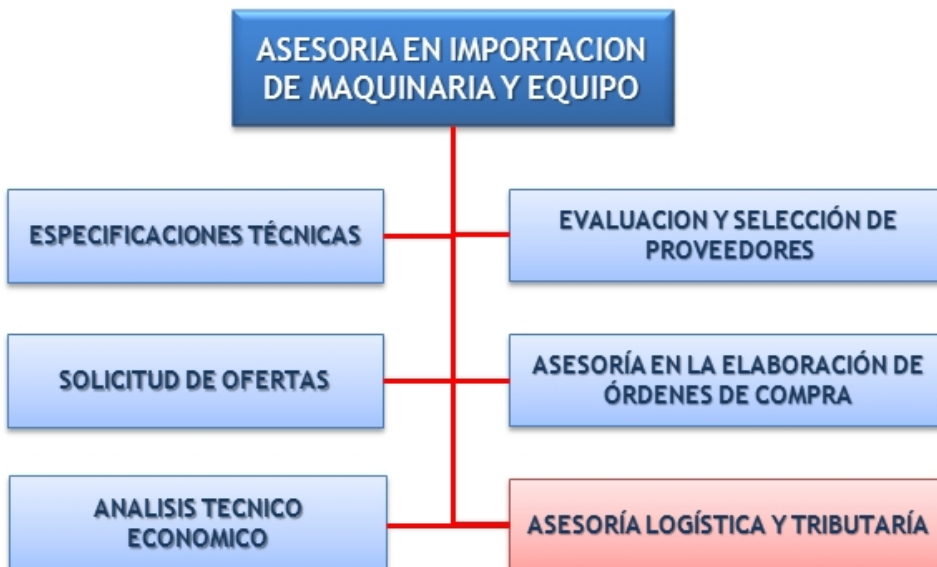 ASESORIA EN IMPORTACION
DE MAQUINARIA Y EQUIPO
ESPECIFICACIONES TÉCNICAS
EVALUACION Y SELECCIÓN DE
PROVEEDORES
SOLICITUD DE OFERTAS
ASESORÍA EN LA ELABORACIÓN DE
ÓRDENES DE COMPRA
ANALISIS TECNICO
ECONOMICO
ASESORÍA LOGÍSTICA Y TRIBUTARÍA